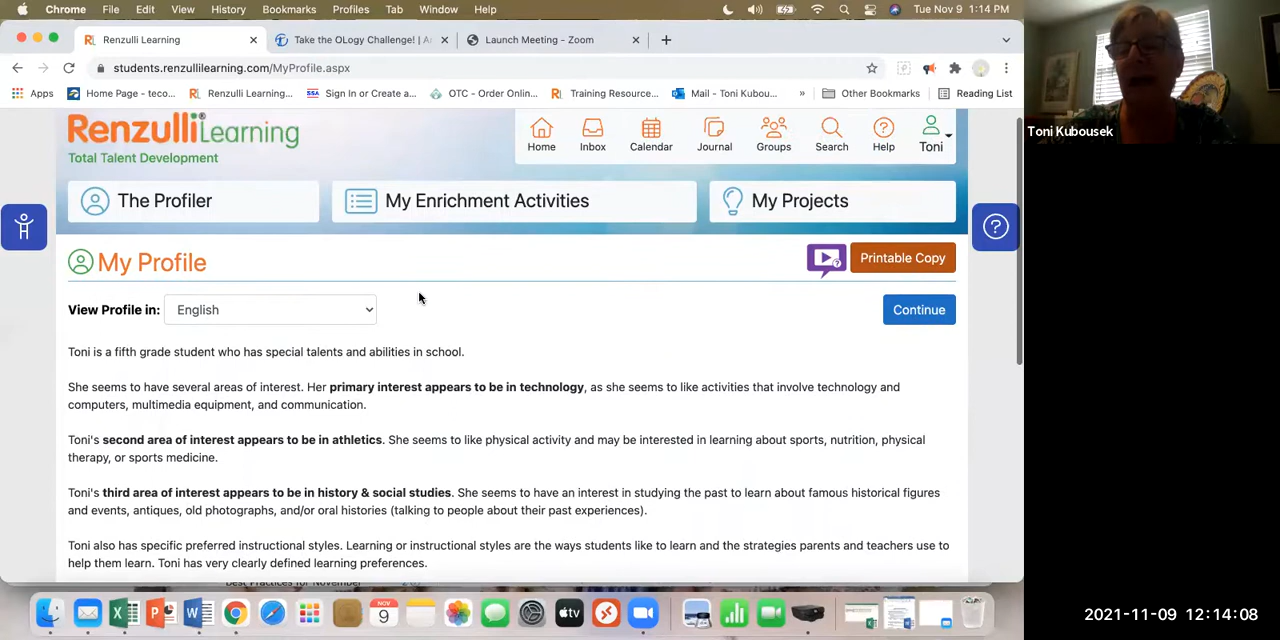 Chrome File Edit View History Bookmarks Profiles Tab Window Help Tue Nov 9 1:14 PM
Renzulli Learning Take the OLogy Challenge! | Ar Launch Meeting - Zoom
students.renzullilearning.com/MyProfile.aspx
Apps Home Page - teco... Renzulli Learning... SSA Sign In or Create a... OTC - Order Onlin... Training Resource... Mail - Toni Kubou... » Other Bookmarks Reading List
Toni Kubousek
Renzulli Learning
Total Talent Development
Home Inbox Calendar Journal Groups Search Help Toni
The Profiler My Enrichment Activities My Projects
My Profile Printable Copy
View Profile in: English Continue
Toni is a fifth grade student who has special talents and abilities in school.
She seems to have several areas of interest. Her primary interest appears to be in technology, as she seems to like activities that involve technology and
computers, multimedia equipment, and communication.
Toni's second area of interest appears to be in athletics. She seems to like physical activity and may be interested in learning about sports, nutrition, physical
therapy, or sports medicine.
Toni's third area of interest appears to be in history & social studies. She seems to have an interest in studying the past to learn about famous historical figures
and events, antiques, old photographs, and/or oral histories (talking to people about their past experiences).
Toni also has specific preferred instructional styles. Learning or instructional styles are the ways students like to learn and the strategies parents and teachers use to
help them learn. Toni has very clearly defined learning preferences.
Best Practices for November
NOV
9
2021-11-09 12:14:08